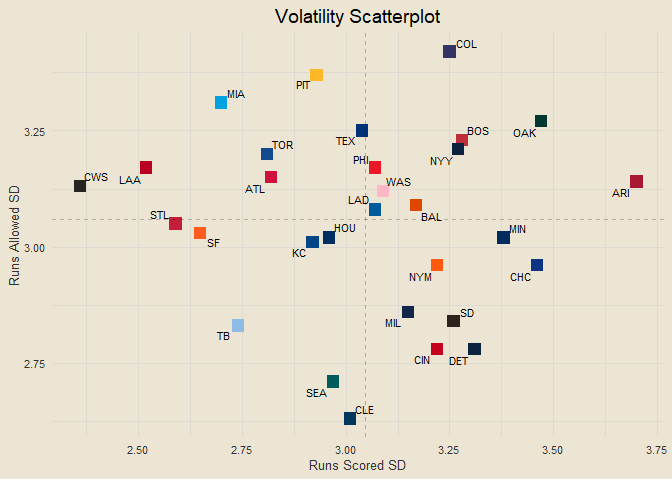 Volatility Scatterplot
COL
PIT
MIA
3.25
TEX
BOS
OAK
TOR
NYY
PHI
CWS
LAA
ATL
WAS
ARI
LAD
STL
BAL
SF
HOU
MIN
3.00
KC
NYM
CHC
Runs Allowed SD
TB
MIL
SD
2.75
CIN
DET
SEA
CLE
2.50
2.75
3.00
3.25
3.50
3.75
Runs Scored SD